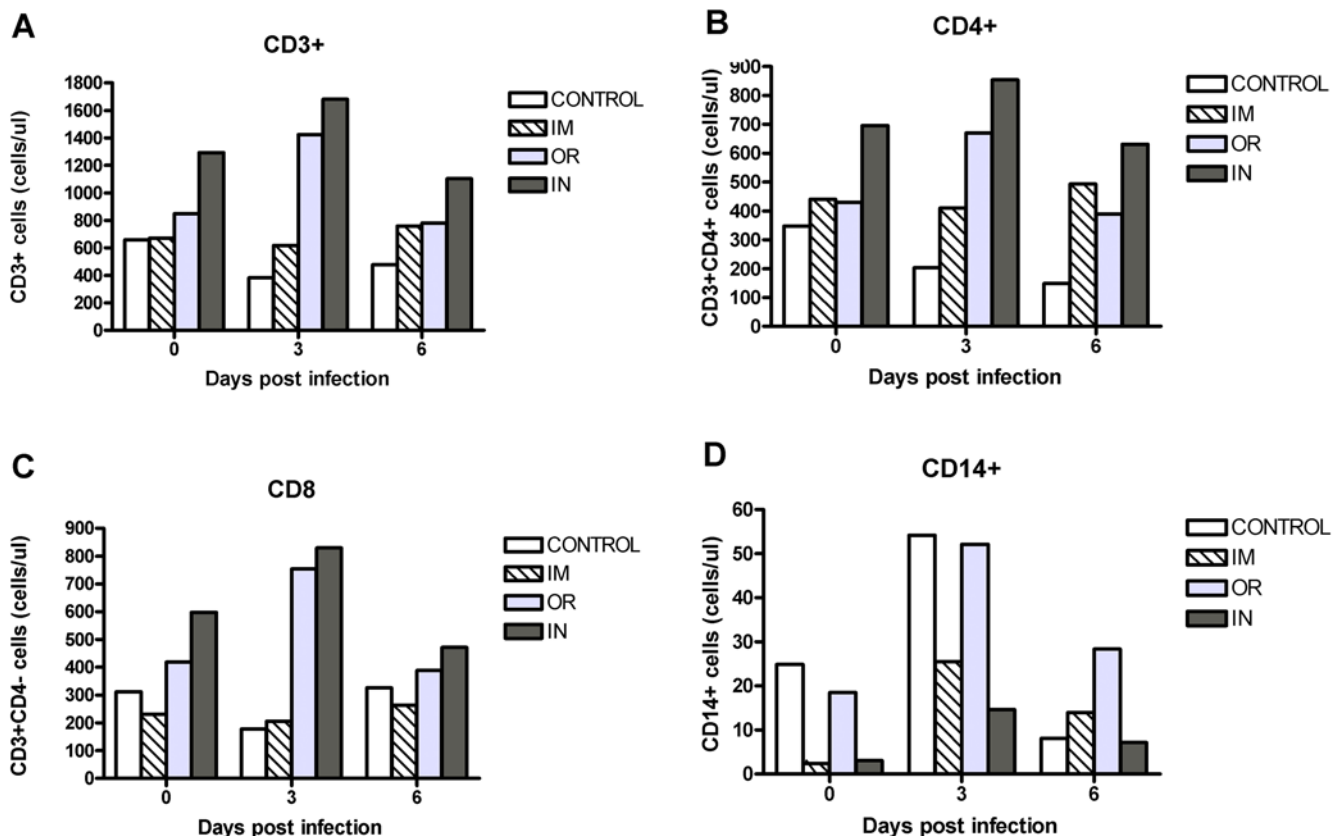 A
CD3+
CD3+ cells (cells/ul)
1800
1600
1400
1200
1000
800
600
400
200
0
0 3 6
Days post infection
CONTROL
IM
OR
IN
B
CD4+
CD3+CD4+ cells (cells/ul)
900
800
700
600
500
400
300
200
100
0
0 3 6
Days post infection
CONTROL
IM
OR
IN
C
CD8
CD3+CD4- cells (cells/ul)
900
800
700
600
500
400
300
200
100
0
0 3 6
Days post infection
CONTROL
IM
OR
IN
D
CD14+
CD14+ cells (cells/ul)
60
50
40
30
20
10
0
0 3 6
Days post infection
CONTROL
IM
OR
IN